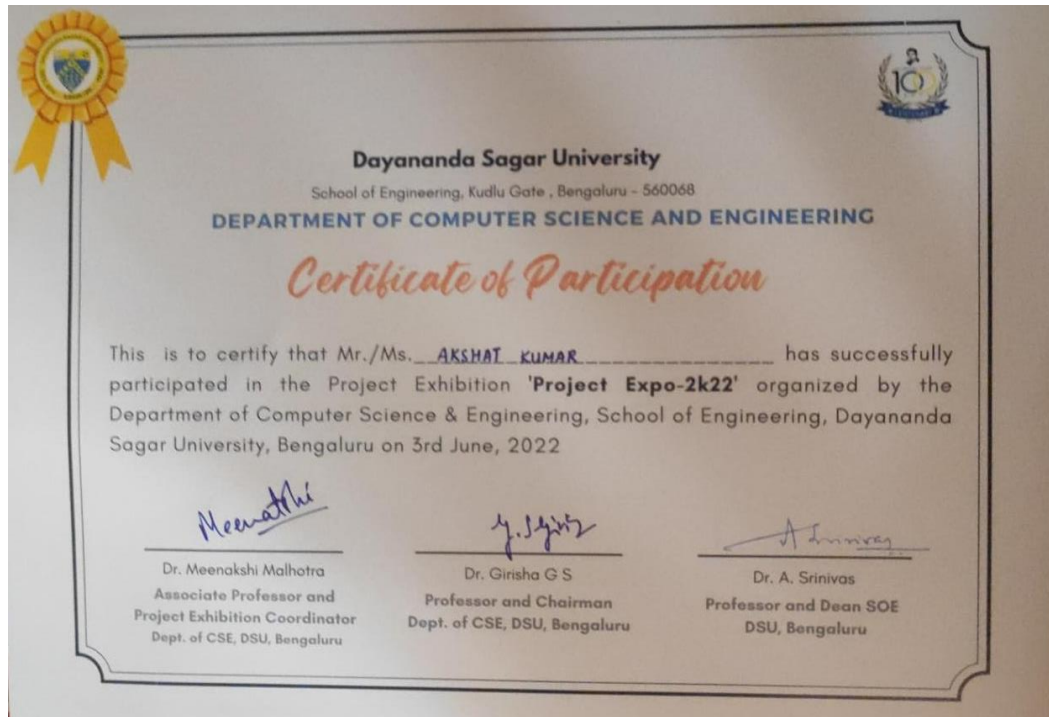 100
Dayananda Sagar University
School of Engineering, Kudlu Gate , Bengaluru - 560068
DEPARTMENT OF COMPUTER SCIENCE AND ENGINEERING
Certificate of Participation
This is to certify that Mr./Ms. AKSHAT KUMAR has successfully
participated in the Project Exhibition 'Project Expo-2k22' organized by the
Department of Computer Science & Engineering, School of Engineering, Dayananda
Sagar University, Bengaluru on 3rd June, 2022
Meenakshi
A Srinivas
Dr. Meenakshi Malhotra
Associate Professor and
Project Exhibition Coordinator
Dept. of CSE, DSU, Bengaluru
Dr. Girisha G S
Professor and Chairman
Dept. of CSE, DSU, Bengaluru
Dr. A. Srinivas
Professor and Dean SOE
DSU, Bengaluru